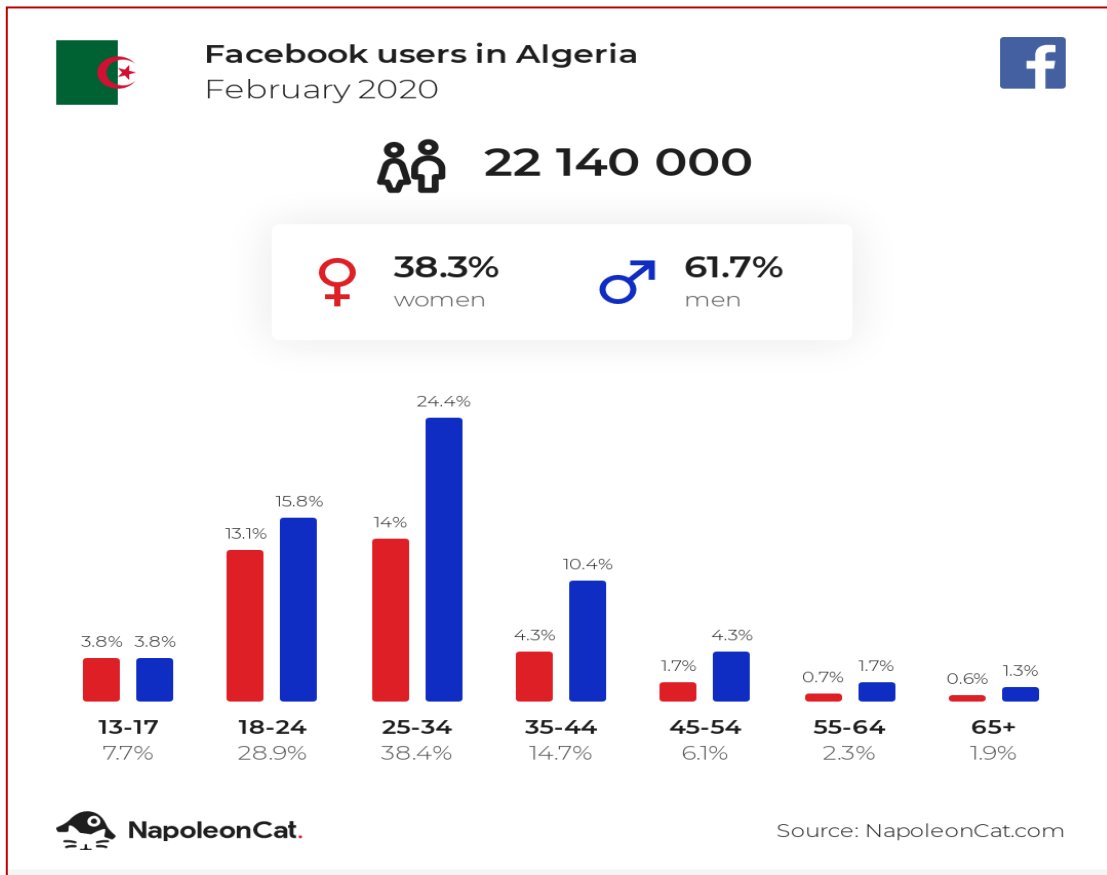 Facebook users in Algeria
February 2020
22 140 000
38.3%
women
61.7%
men
3.8% 3.8% 13.1% 15.8% 14% 24.4% 4.3% 10.4% 1.7% 4.3% 0.7% 1.7% 0.6% 1.3%
13-17 18-24 25-34 35-44 45-54 55-64 65+
7.7% 28.9% 38.4% 14.7% 6.1% 2.3% 1.9%
NapoleonCat.
Source: NapoleonCat.com